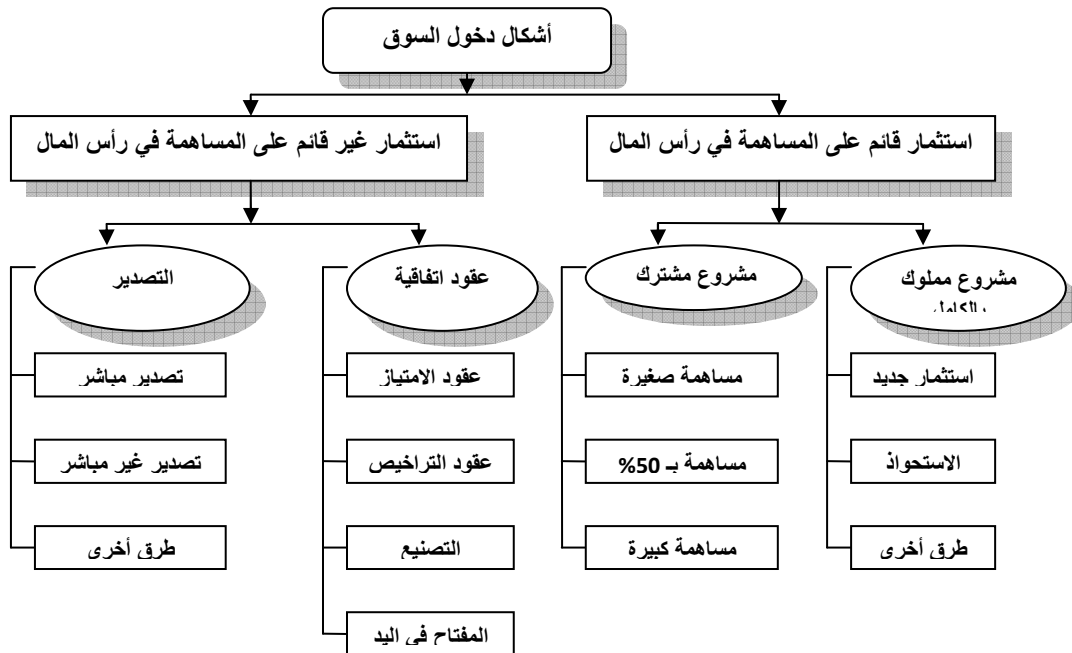 أشكال دخول السوق
استثمار قائم على المساهمة في رأس المال
استثمار غير قائم على المساهمة في رأس المال
مشروع مملوك
بالكامل
مشروع مشترك
عقود اتفاقية
التصدير
استثمار جديد
مساهمة صغيرة
عقود الامتياز
تصدير مباشر
الاستحواذ
مساهمة بـ 50%
عقود التراخيص
تصدير غير مباشر
طرق أخرى
مساهمة كبيرة
التصنيع
طرق أخرى
المفتاح في اليد